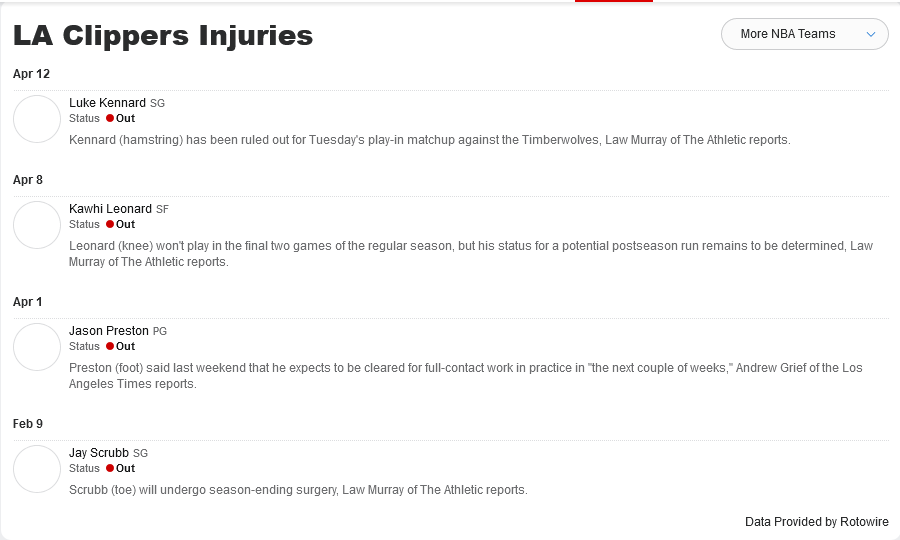 LA Clippers Injuries
More NBA Teams
Apr 12
Luke Kennard SG
Status Out
Kennard (hamstring) has been ruled out for Tuesday's play-in matchup against the Timberwolves, Law Murray of The Athletic reports.
Apr 8
Kawhi Leonard SF
Status Out
Leonard (knee) won't play in the final two games of the regular season, but his status for a potential postseason run remains to be determined, Law
Murray of The Athletic reports.
Apr 1
Jason Preston PG
Status Out
Preston (foot) said last weekend that he expects to be cleared for full-contact work in practice in "the next couple of weeks," Andrew Grief of the Los
Angeles Times reports.
Feb 9
Jay Scrubb SG
Status Out
Scrubb (toe) will undergo season-ending surgery, Law Murray of The Athletic reports.
Data Provided by Rotowire